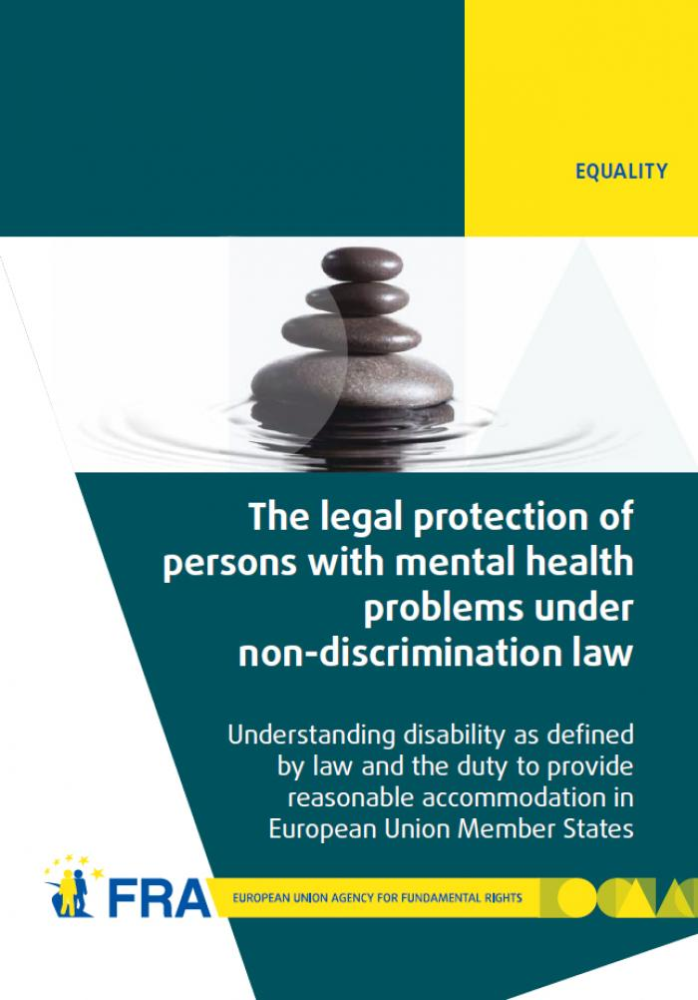 EQUALITY
The legal protection of
persons with mental health
problems under
non-discrimination law
Understanding disability as defined
by law and the duty to provide
reasonable accommodation in
European Union Member States
FRA EUROPEAN UNION AGENCY FOR FUNDAMENTAL RIGHTS